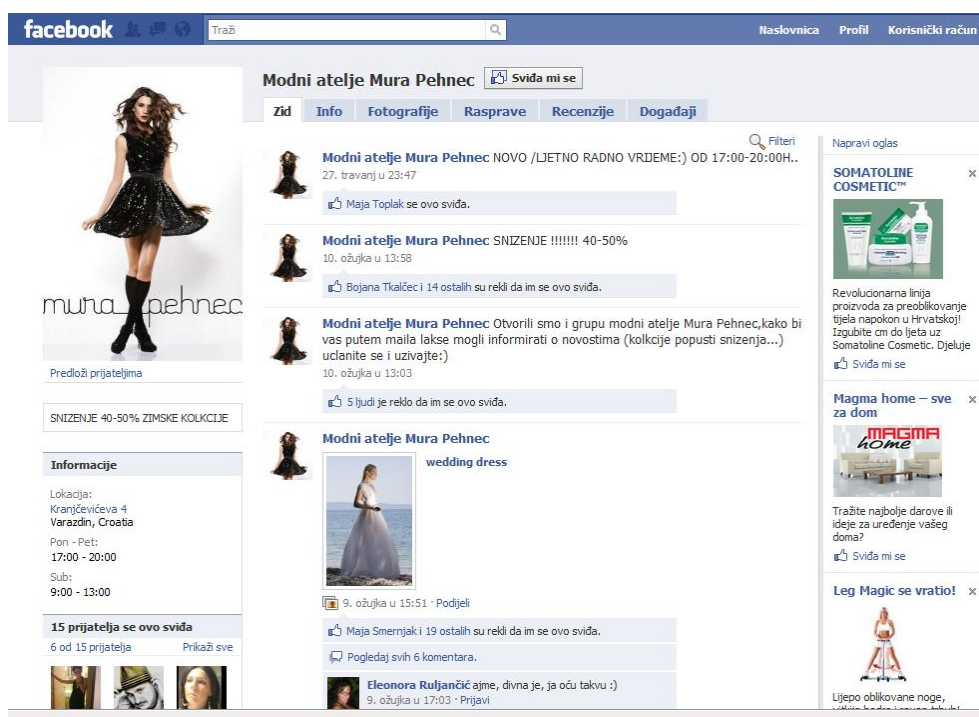 facebook
Traži
Naslovnica Profil Korisnički račun
Modni atelje Mura Pehnec Sviđa mi se
Zid Info Fotografije Rasprave Recenzije Događaji
mura pehnec
Predloži prijateljima
SNIZENJE 40-50% ZIMSKE KOLKCIJE
Informacije
Lokacija:
Kranjčevićeva 4
Varazdin, Croatia
Pon - Pet:
17:00 - 20:00
Sub:
9:00 - 13:00
15 prijatelja se ovo sviđa
6 od 15 prijatelja Prikaži sve
Filteri
Modni atelje Mura Pehnec NOVO /LJETNO RADNO VRIJEME:) OD 17:00-20:00H..
27. travanj u 23:47
Maja Toplak se ovo sviđa.
Modni atelje Mura Pehnec SNIZENJE !!!!!!! 40-50%
10. ožujka u 13:58
Bojana Tkalčec i 14 ostalih su rekli da im se ovo sviđa.
Modni atelje Mura Pehnec Otvorili smo i grupu modni atelje Mura Pehnec,kako bi
vas putem maila lakse mogli informirati o novostima (kolkcije popusti snizenja...)
uclanite se i uzivajte:)
10. ožujka u 13:03
5 ljudi je reklo da im se ovo sviđa.
Modni atelje Mura Pehnec
wedding dress
9. ožujka u 15:51 · Podijeli
Maja Smernjak i 19 ostalih su rekli da im se ovo sviđa.
Pogledaj svih 6 komentara.
Eleonora Ruljančić ajme, divna je, ja oću takvu :)
9. ožujka u 17:03 · Prijavi
Napravi oglas
SOMATOLINE
COSMETIC™
Revolucionarna linija
proizvoda za preoblikovanje
tijela napokon u Hrvatskoj!
Izgubite cm do ljeta uz
Somatoline Cosmetic. Djeluje
Sviđa mi se
Magma home – sve
za dom
MAGMA
home
Tražite najbolje darove ili
ideje za uređenje vašeg
doma?
Sviđa mi se
Leg Magic se vratio!
Lijepo oblikovane noge,